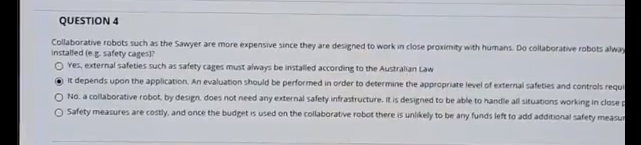 QUESTION 4
Collaborative robots such as the Sawyer are more expensive since they are designed to work in close proximity with humans. Do collaborative robots
installed (e.g. safety cages)?
Yes, external safeties such as safety cages must always be installed according to the Australian Law
It depends upon the application. An evaluation should be performed in order to determine the appropriate level of external safeties and controls
No, a collaborative robot, by design, does not need any external safety infrastructure. It is designed to be able to handle all situations working in close
Safety measures are costly, and once the budget is used on the collaborative robot there is unlikely to be any funds left to add additional safety